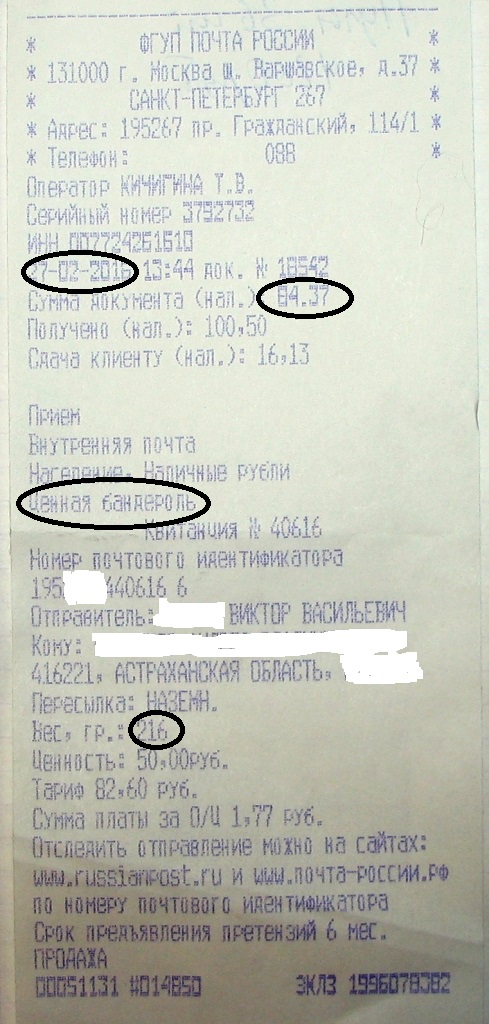 * ФГУП ПОЧТА РОССИИ *
* 131000 г. Москва ш. Варшавское, д.37 *
* САНКТ-ПЕТЕРБУРГ 267 *
* Адрес: 195267 пр. Гражданский, 114/1 *
* Телефон: 088 *
Оператор КИЧИГИНА Т.В.
Серийный номер 3792732
ИНН 007724261610
27-02-2016 13:44 док. № 18542
Сумма документа (нал.) 84.37
Получено (нал.): 100,50
Сдача клиенту (нал.): 16,13
Прием
Внутренняя почта
Население. Наличные рубли
Ценная бандероль
Квитанция № 40616
Номер почтового идентификатора
195 440616 6
Отправитель: ВИКТОР ВАСИЛЬЕВИЧ
Кому:
416221, АСТРАХАНСКАЯ ОБЛАСТЬ,
Пересылка: НАЗЕМН.
Вес, гр.: 216
Ценность: 50,00руб.
Тариф 82,60 руб.
Сумма платы за О/Ц 1,77 руб.
Отследить отправление можно на сайтах:
www.russianpost.ru и www.почта-россии.рф
по номеру почтового идентификатора
Срок предъявления претензий 6 мес.
ПРОДАЖА
00051131 #014850 ЭКЛЗ 1996078382